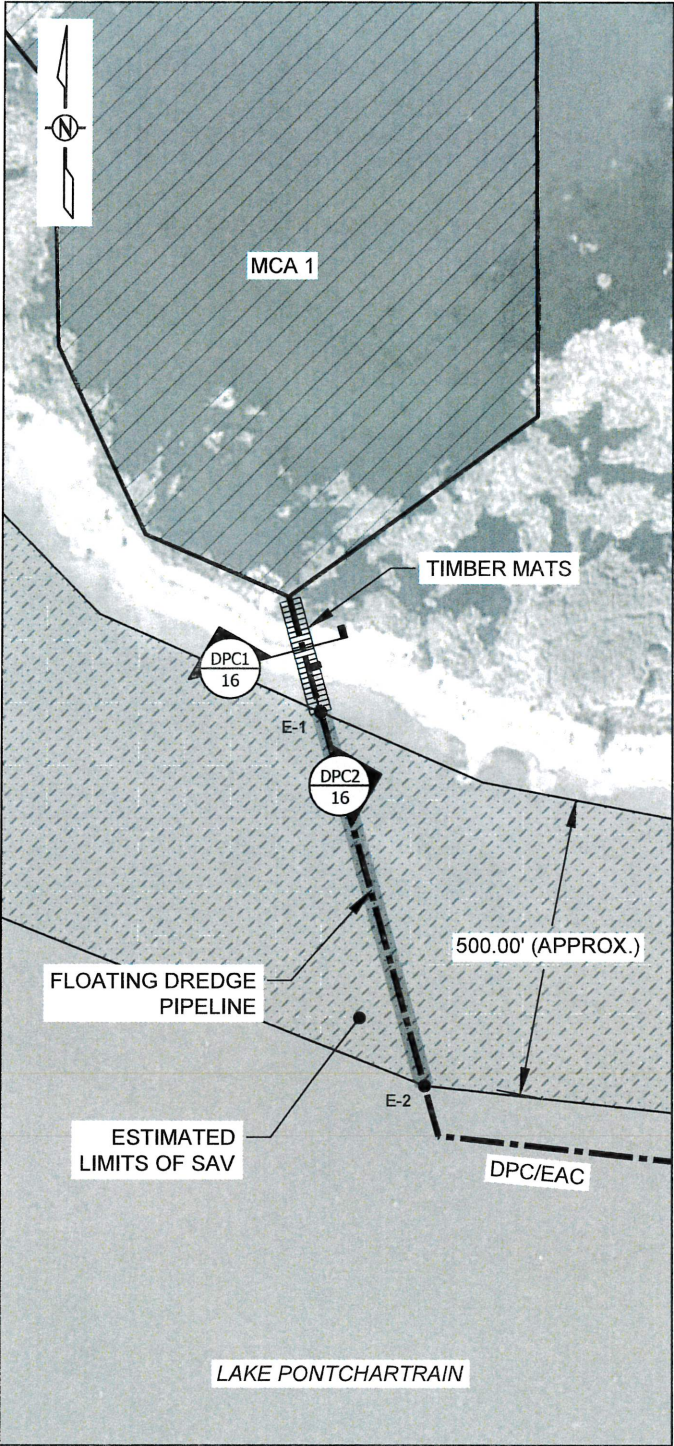 N
MCA 1
TIMBER MATS
DPC1
16
E-1
DPC2
16
500.00' (APPROX.)
FLOATING DREDGE
PIPELINE
E-2
ESTIMATED
LIMITS OF SAV
DPC/EAC
LAKE PONTCHARTRAIN